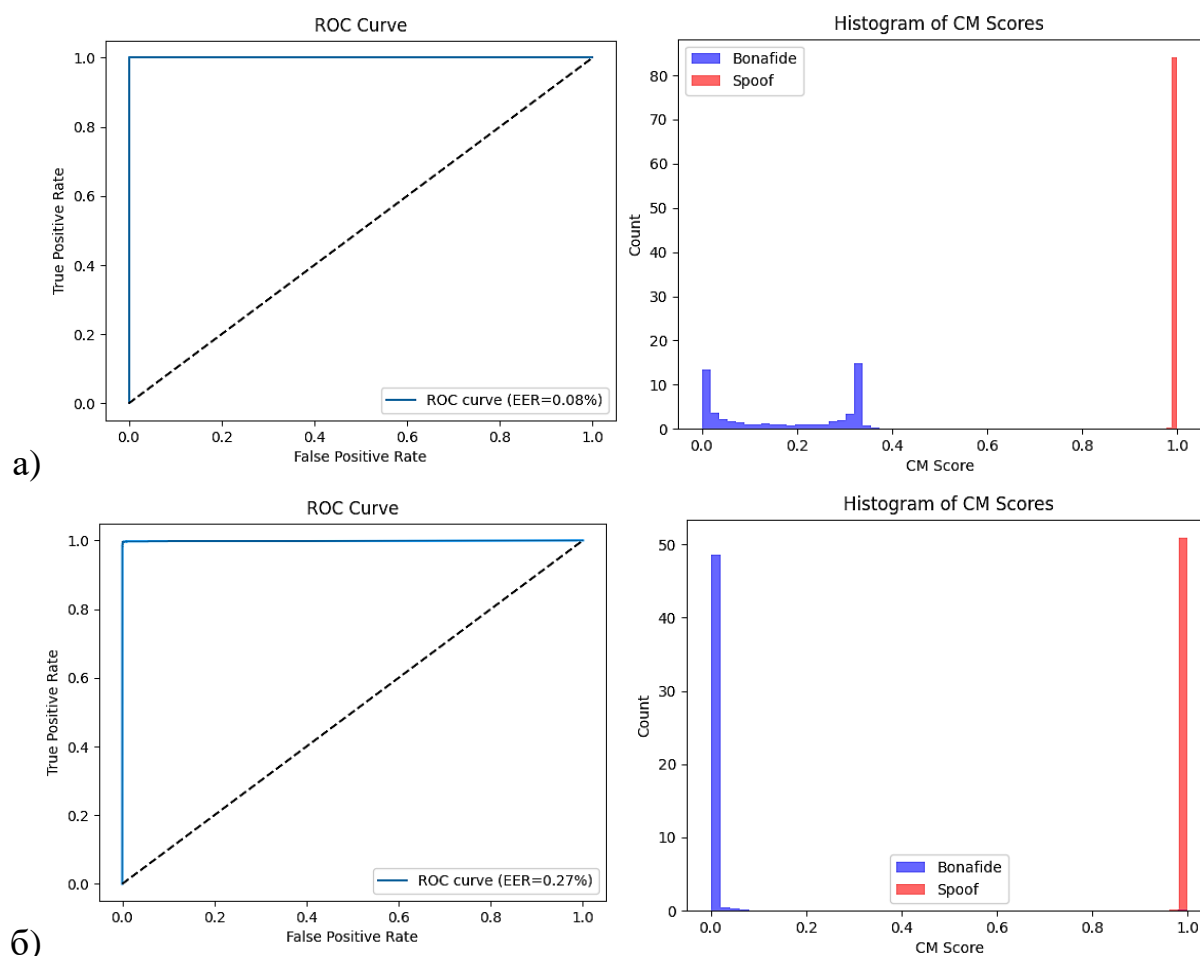 ROC Curve
1.0
0.8
0.6
0.4
0.2
0.0
True Positive Rate
0.0 0.2 0.4 0.6 0.8 1.0
False Positive Rate
ROC curve (EER=0.08%)
Histogram of CM Scores
Bonafide
Spoof
80
70
60
50
40
30
20
10
0
Count
0.0 0.2 0.4 0.6 0.8 1.0
CM Score
а)
ROC Curve
1.0
0.8
0.6
0.4
0.2
0.0
True Positive Rate
0.0 0.2 0.4 0.6 0.8 1.0
False Positive Rate
ROC curve (EER=0.27%)
Histogram of CM Scores
50
40
30
20
10
0
Count
Bonafide
Spoof
0.0 0.2 0.4 0.6 0.8 1.0
CM Score
б)